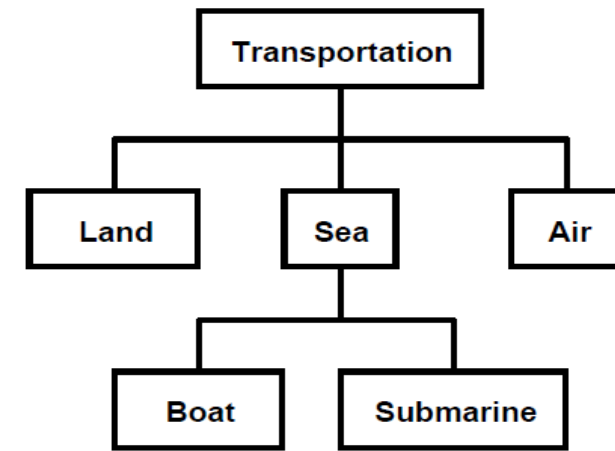 Transportation
Land
Sea
Air
Boat
Submarine